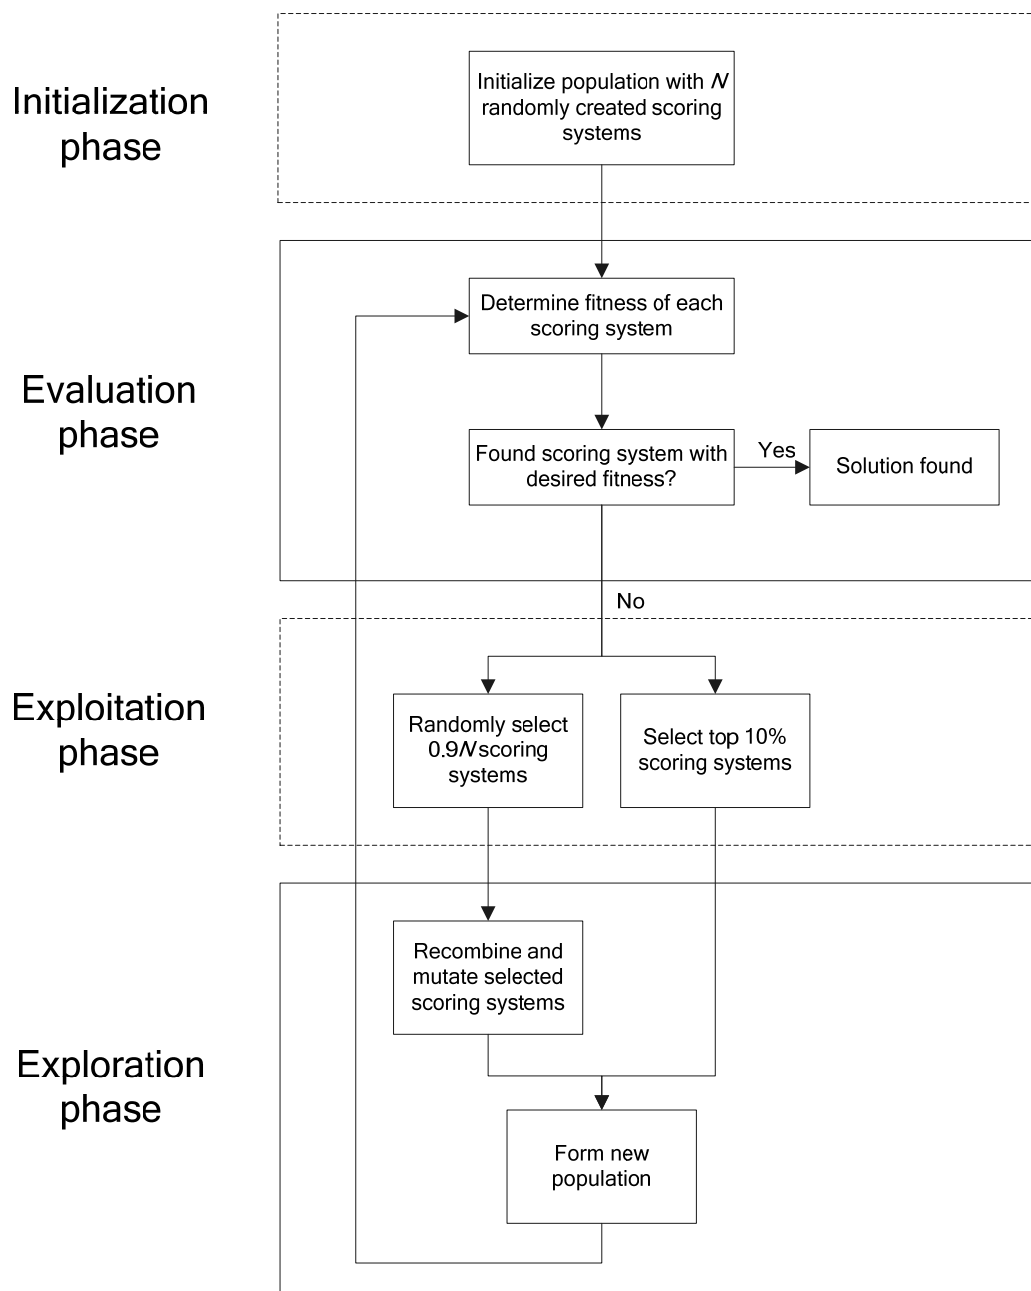 Initialization
phase
Initialize population with N
randomly created scoring
systems
Evaluation
phase
Determine fitness of each
scoring system
Found scoring system with
desired fitness?
Yes
Solution found
No
Exploitation
phase
Randomly select
0.9N scoring
systems
Select top 10%
scoring systems
Exploration
phase
Recombine and
mutate selected
scoring systems
Form new
population